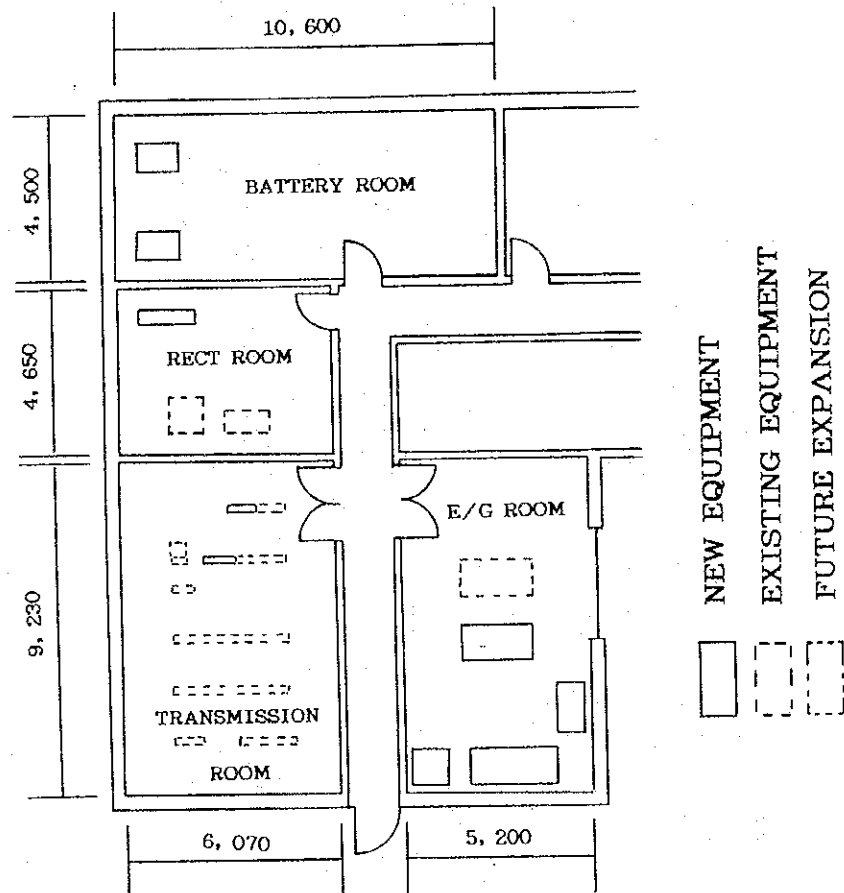 10, 600
4, 500
BATTERY ROOM
4, 650
RECT ROOM
9, 230
E/G ROOM
TRANSMISSION
ROOM
6, 070
5, 200
NEW EQUIPMENT
EXISTING EQUIPMENT
FUTURE EXPANSION